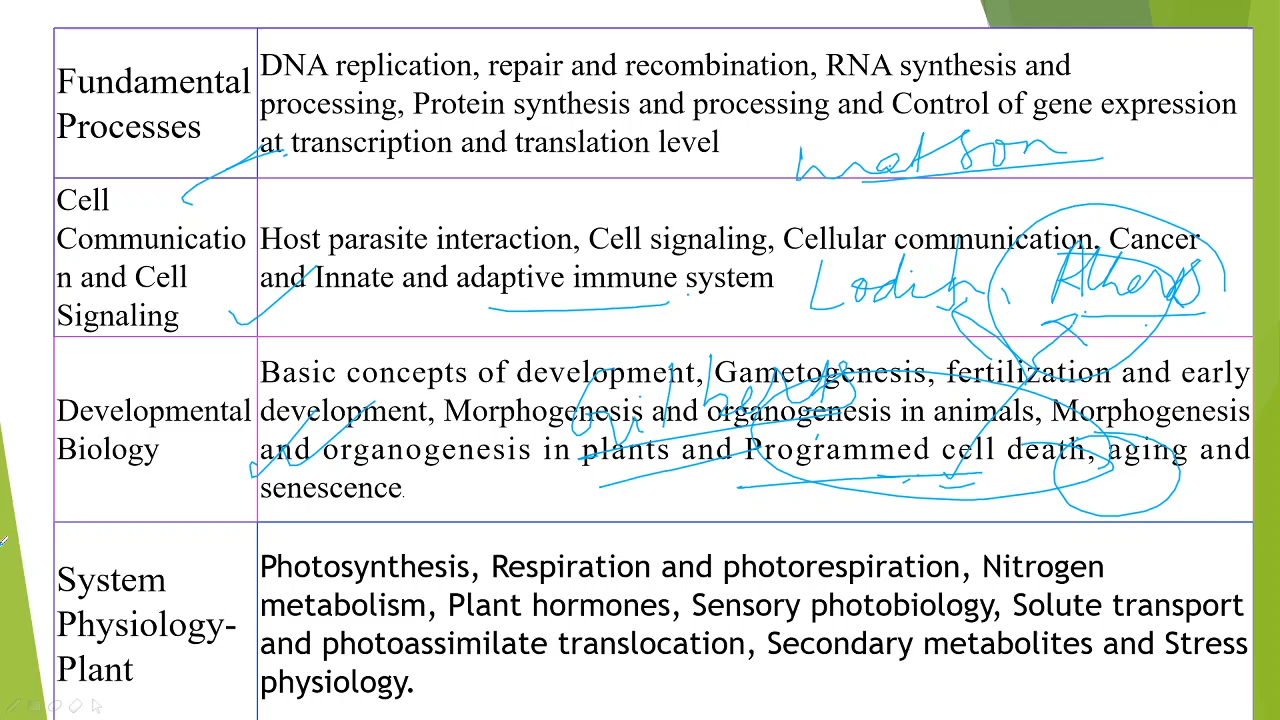 Fundamental
Processes
DNA replication, repair and recombination, RNA synthesis and
processing, Protein synthesis and processing and Control of gene expression
at transcription and translation level
watson
Cell
Communicatio
n and Cell
Signaling
Host parasite interaction, Cell signaling, Cellular communication, Cancer
and Innate and adaptive immune system
Lodish
Developmental
Biology
Basic concepts of development, Gametogenesis, fertilization and early
development, Morphogenesis and organogenesis in animals, Morphogenesis
and organogenesis in plants and Programmed cell death, aging and
senescence.
System
Physiology-
Plant
Photosynthesis, Respiration and photorespiration, Nitrogen
metabolism, Plant hormones, Sensory photobiology, Solute transport
and photoassimilate translocation, Secondary metabolites and Stress
physiology.